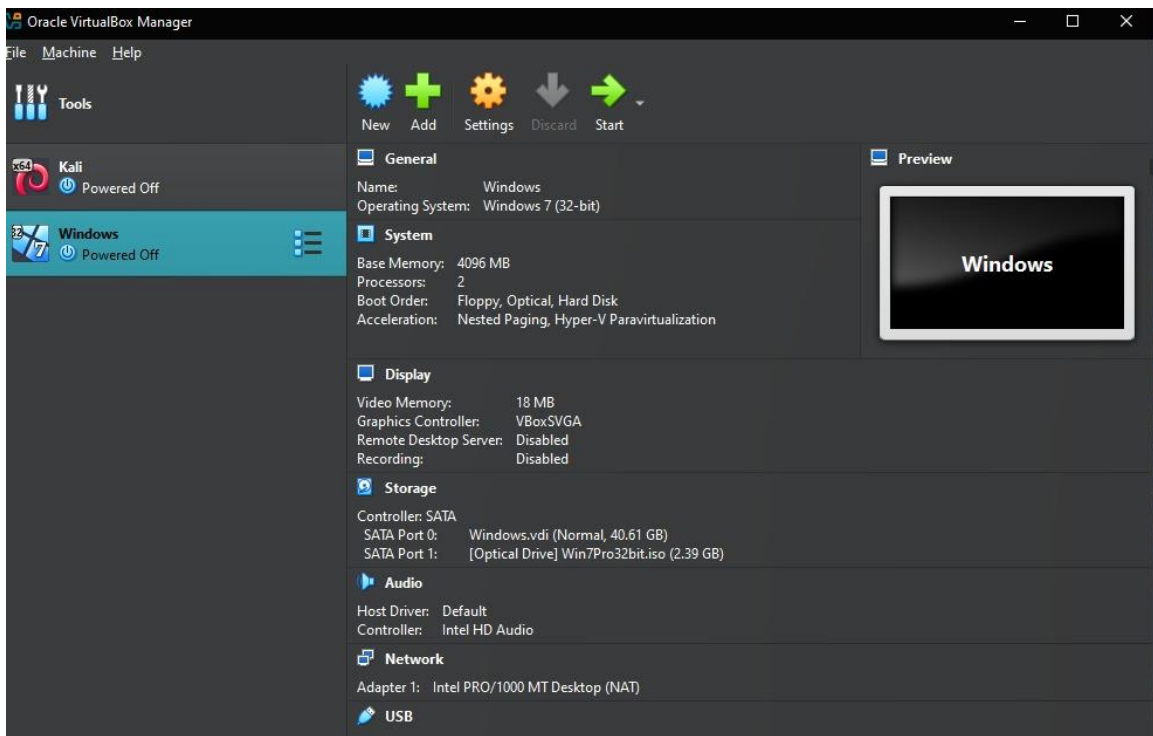 Oracle VirtualBox Manager
File Machine Help
Tools
New Add Settings Discard Start
x64
Kali
Powered Off
32
7
Windows
Powered Off
General
Name: Windows
Operating System: Windows 7 (32-bit)
Preview
Windows
System
Base Memory: 4096 MB
Processors: 2
Boot Order: Floppy, Optical, Hard Disk
Acceleration: Nested Paging, Hyper-V Paravirtualization
Display
Video Memory: 18 MB
Graphics Controller: VBoxSVGA
Remote Desktop Server: Disabled
Recording: Disabled
Storage
Controller: SATA
SATA Port 0: Windows.vdi (Normal, 40.61 GB)
SATA Port 1: [Optical Drive] Win7Pro32bit.iso (2.39 GB)
Audio
Host Driver: Default
Controller: Intel HD Audio
Network
Adapter 1: Intel PRO/1000 MT Desktop (NAT)
USB